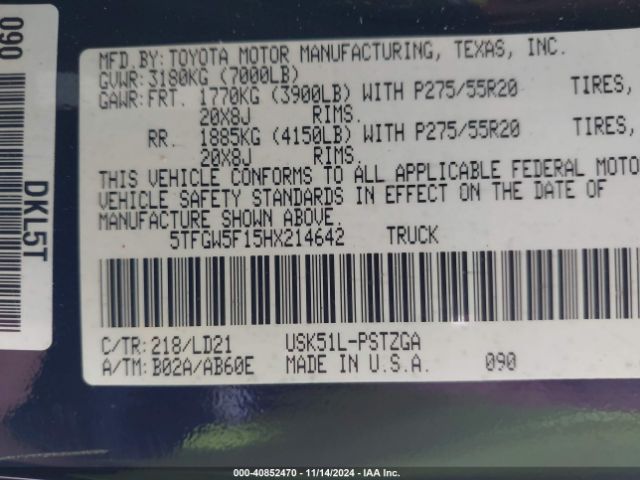 MFD.BY: TOYOTA MOTOR MANUFACTURING, TEXAS, INC.
GVWR: 3180KG (7000LB)
GAWR: FRT. 1770KG (3900LB) WITH P275/55R20 TIRES,
20X8J RIMS.
RR. 1885KG (4150LB) WITH P275/55R20 TIRES,
20X8J RIMS.
THIS VEHICLE CONFORMS TO ALL APPLICABLE FEDERAL MOTO
VEHICLE SAFETY STANDARDS IN EFFECT ON THE DATE OF
MANUFACTURE SHOWN ABOVE.
5TFGW5F15HX214642 TRUCK
C/TR: 218/LD21 USK51L-PSTZGA
A/TM: B02A/AB60E MADE IN U.S.A. 090
090
DKL5T
000-40852470 - 11/14/2024 - IAA Inc.